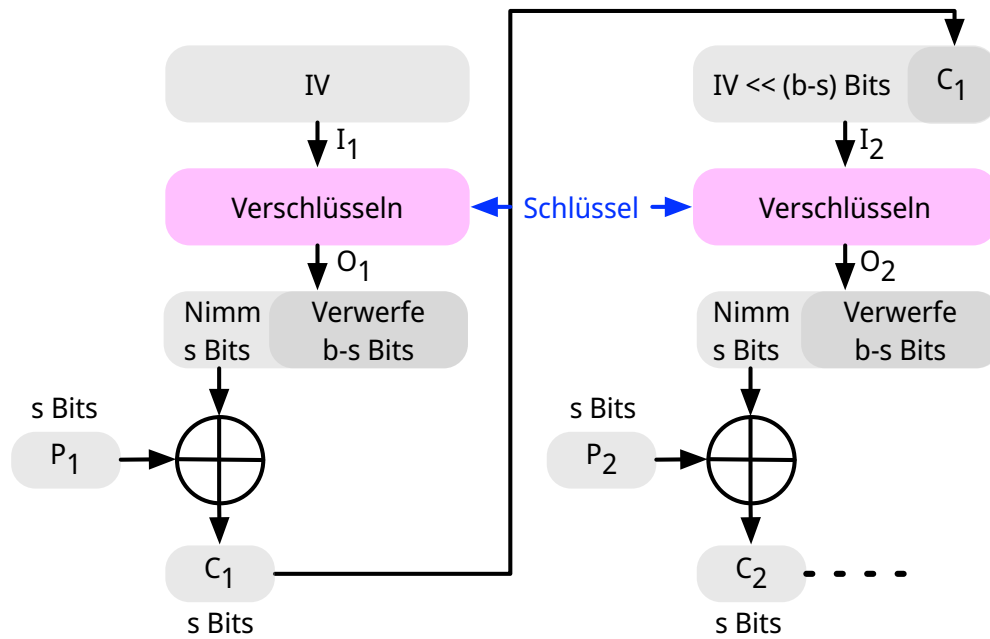 IV
I1
Verschlüsseln
O1
Nimm
s Bits
Verwerfe
b-s Bits
s Bits
P1
C1
s Bits
Schlüssel
IV << (b-s) Bits
C1
I2
Verschlüsseln
O2
Nimm
s Bits
Verwerfe
b-s Bits
s Bits
P2
C2
s Bits